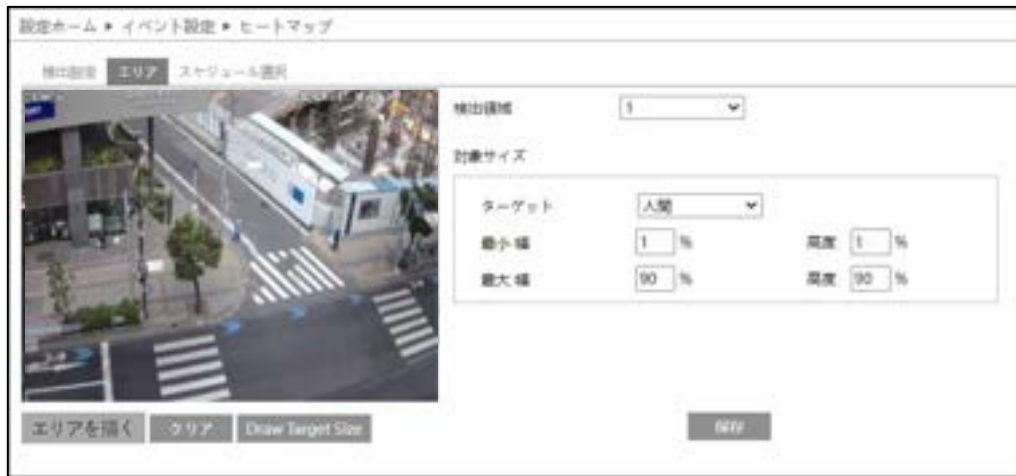 設定ホーム ▶ イベント設定 ▶ ヒートマップ
検出設定 エリア スケジュール選択
検出領域 1
対象サイズ
ターゲット 人間
最小 幅 1 % 高度 1 %
最大 幅 90 % 高度 90 %
エリアを描く クリア Draw Target Size 保存